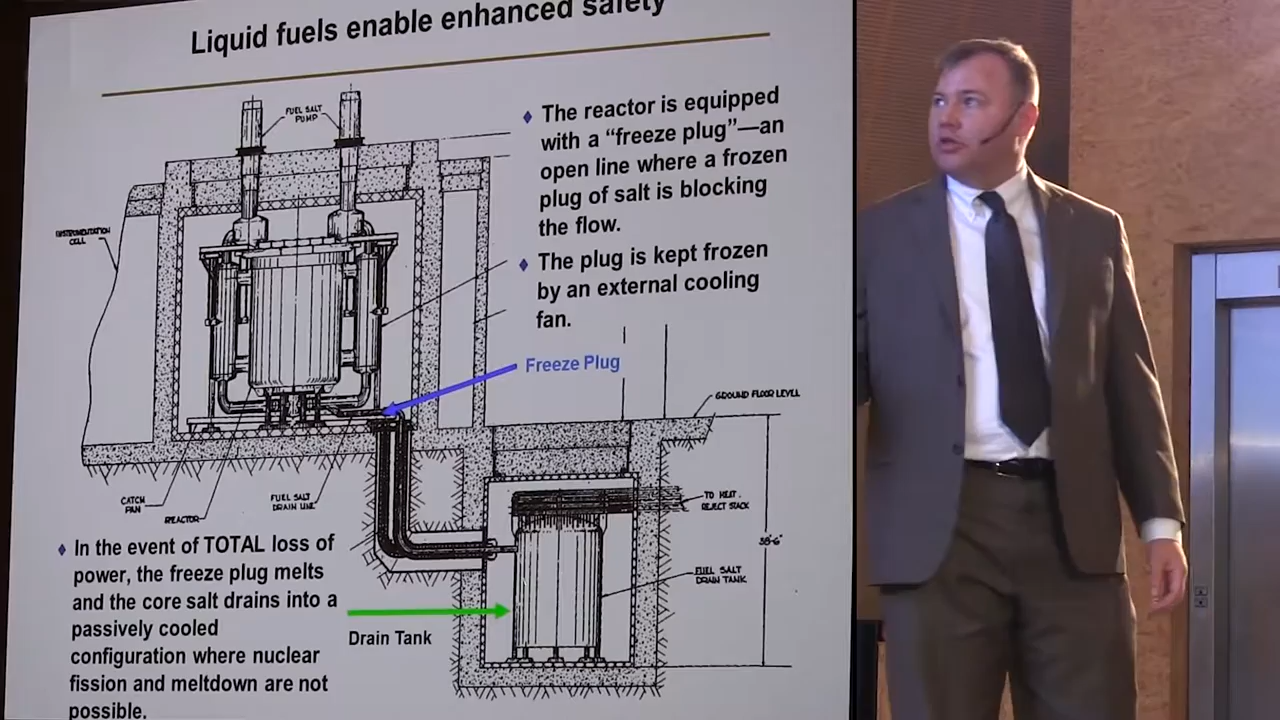 Liquid fuels enable enhanced safety
FUEL SALT
PUMP
The reactor is equipped
with a “freeze plug”—an
open line where a frozen
plug of salt is blocking
the flow.
The plug is kept frozen
by an external cooling
fan.
INSTRUMENTATION
CELL
Freeze Plug
GROUND FLOOR LEVEL
CATCH
PAN
REACTOR
FUEL SALT
DRAIN LINE
TO HEAT
REJECT STACK
38'-6"
FUEL SALT
DRAIN TANK
In the event of TOTAL loss of
power, the freeze plug melts
and the core salt drains into a
passively cooled
configuration where nuclear
fission and meltdown are not
possible.
Drain Tank